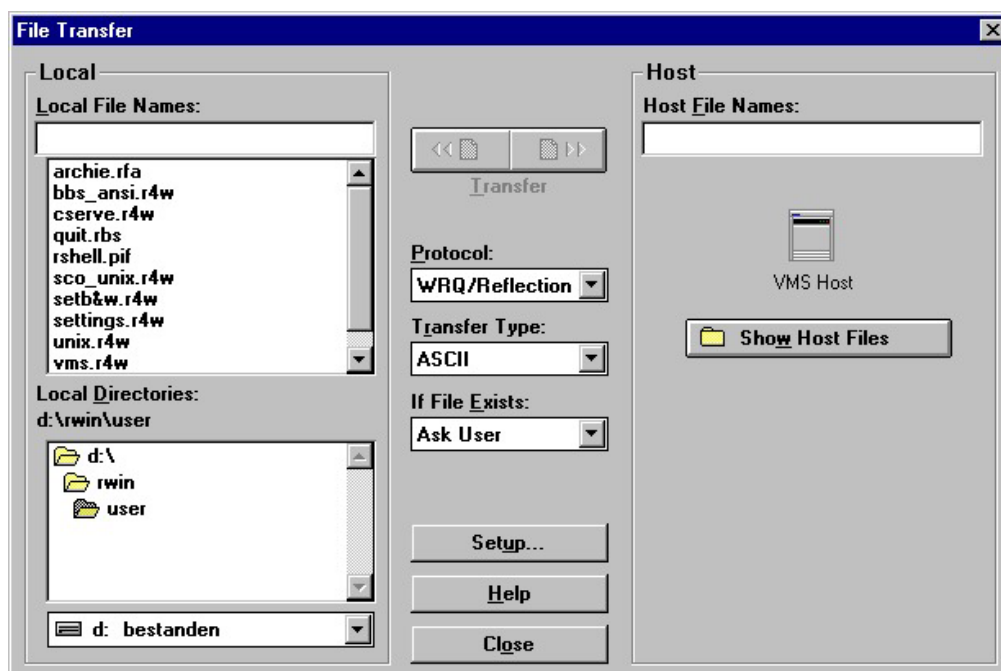 File Transfer
Local
Local File Names:
archie.rfa
bbs_ansi.r4w
cserve.r4w
quit.rbs
rshell.pif
sco_unix.r4w
setb&w.r4w
settings.r4w
unix.r4w
vms.r4w
Local Directories:
d:\rwin\user
d:\
rwin
user
d: bestanden
Transfer
Protocol:
WRQ/Reflection
Transfer Type:
ASCII
If File Exists:
Ask User
Setup...
Help
Close
Host
Host File Names:
VMS Host
Show Host Files